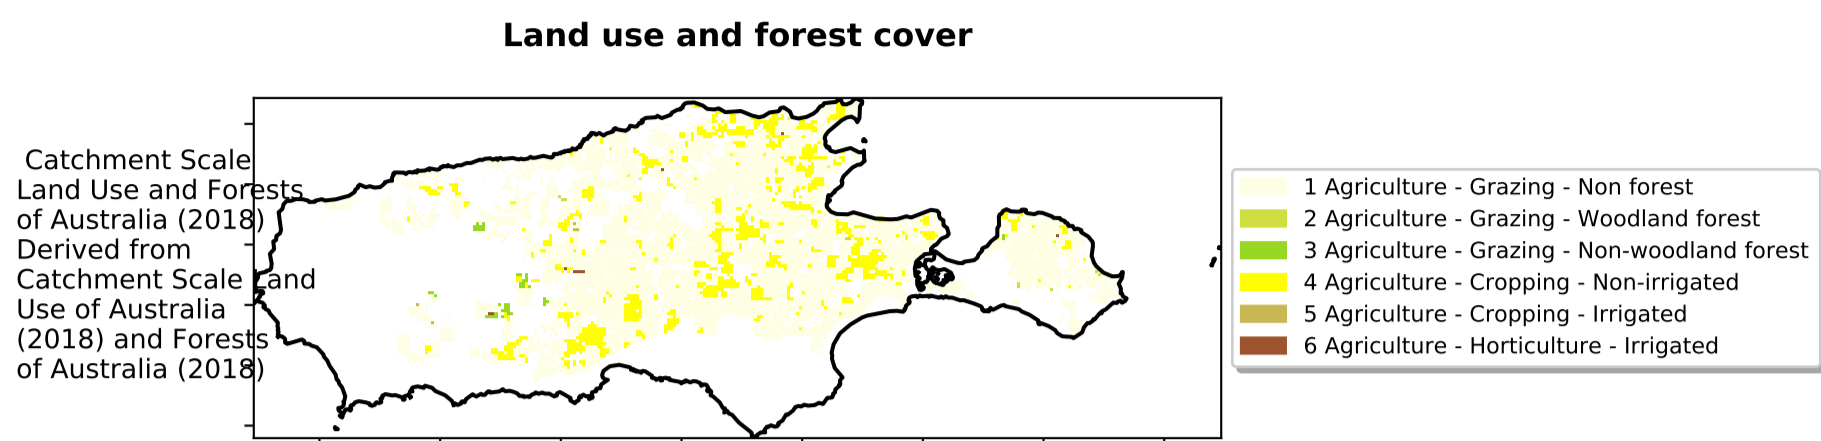 Land use and forest cover
Catchment Scale
Land Use and Forests
of Australia (2018)
Derived from
Catchment Scale Land
Use of Australia
(2018) and Forests
of Australia (2018)
1 Agriculture - Grazing - Non forest
2 Agriculture - Grazing - Woodland forest
3 Agriculture - Grazing - Non-woodland forest
4 Agriculture - Cropping - Non-irrigated
5 Agriculture - Cropping - Irrigated
6 Agriculture - Horticulture - Irrigated